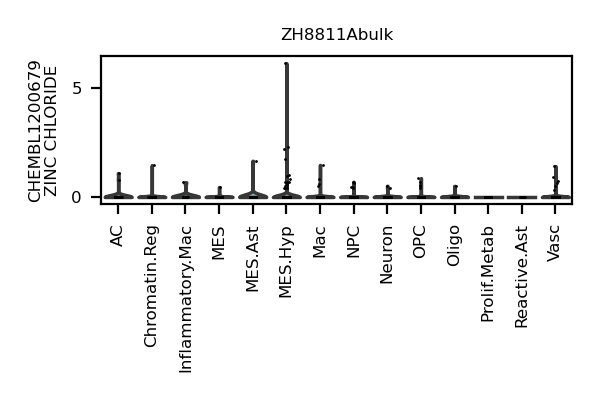 ZH8811Abulk
CHEMBL1200679
ZINC CHLORIDE
5
0
AC
Chromatin.Reg
Inflammatory.Mac
MES
MES.Ast
MES.Hyp
Mac
NPC
Neuron
OPC
Oligo
Prolif.Metab
Reactive.Ast
Vasc